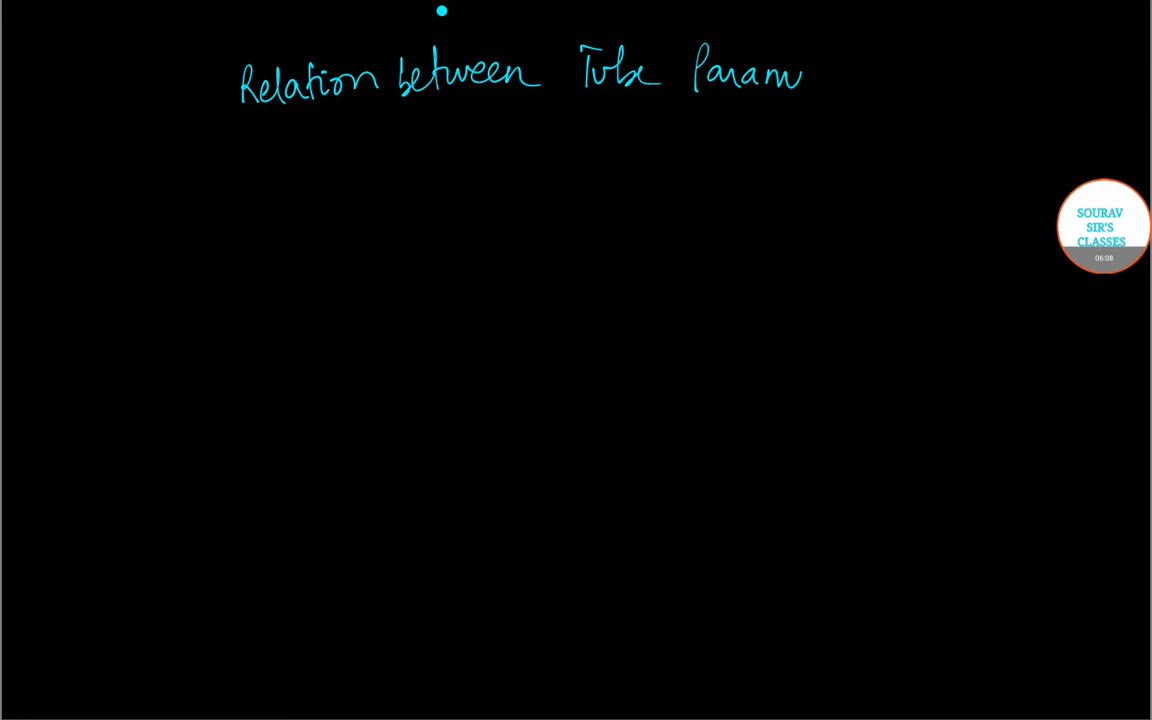 Relation between Tube Param
SOURAV
SIR'S
CLASSES
06:08